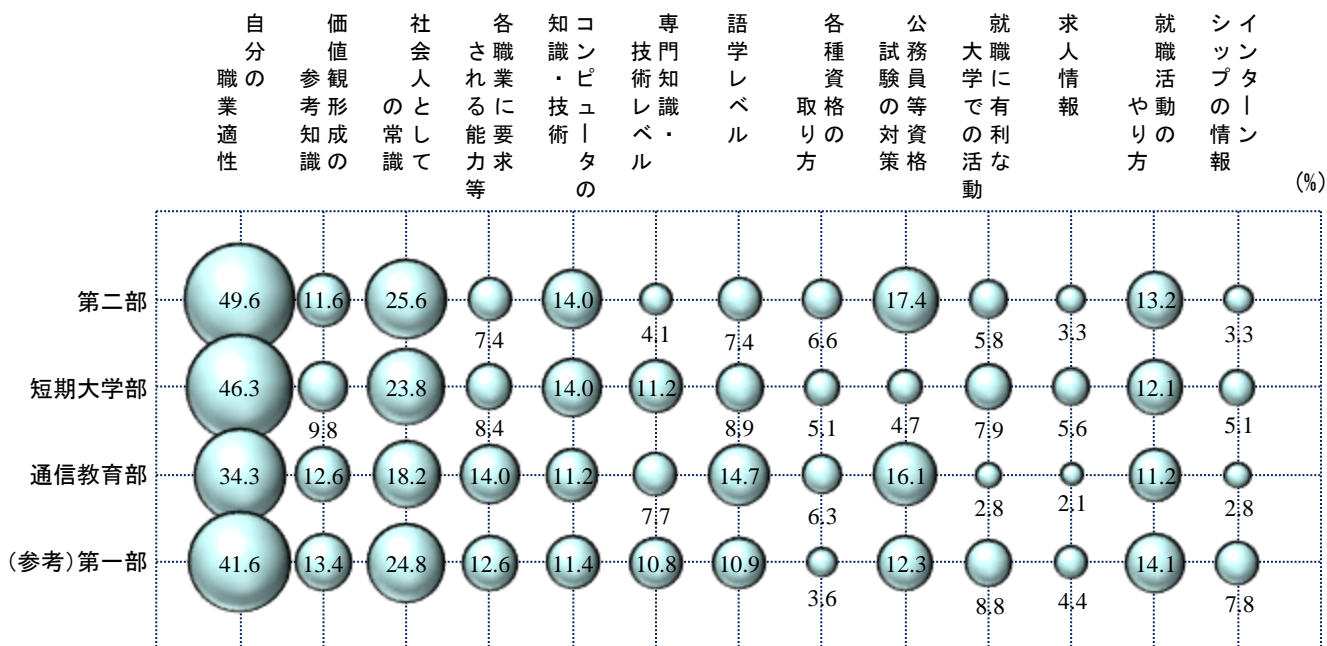 自分の
職業適性
価値観形成の
参考知識
社会人として
の常識
各職業に要求
される能力等
コンピュータの
知識・技術
専門知識・
技術レベル
語学レベル
各種資格の
取り方
公務員等資格
試験の対策
就職に有利な
大学での活動
求人情報
就職活動の
やり方
インターン
シップの情報
(%)
第二部 49.6 11.6 25.6 7.4 14.0 4.1 7.4 6.6 17.4 5.8 3.3 13.2 3.3
短期大学部 46.3 9.8 23.8 8.4 14.0 11.2 8.9 5.1 4.7 7.9 5.6 12.1 5.1
通信教育部 34.3 12.6 18.2 14.0 11.2 7.7 14.7 6.3 16.1 2.8 2.1 11.2 2.8
(参考)第一部 41.6 13.4 24.8 12.6 11.4 10.8 10.9 3.6 12.3 8.8 4.4 14.1 7.8